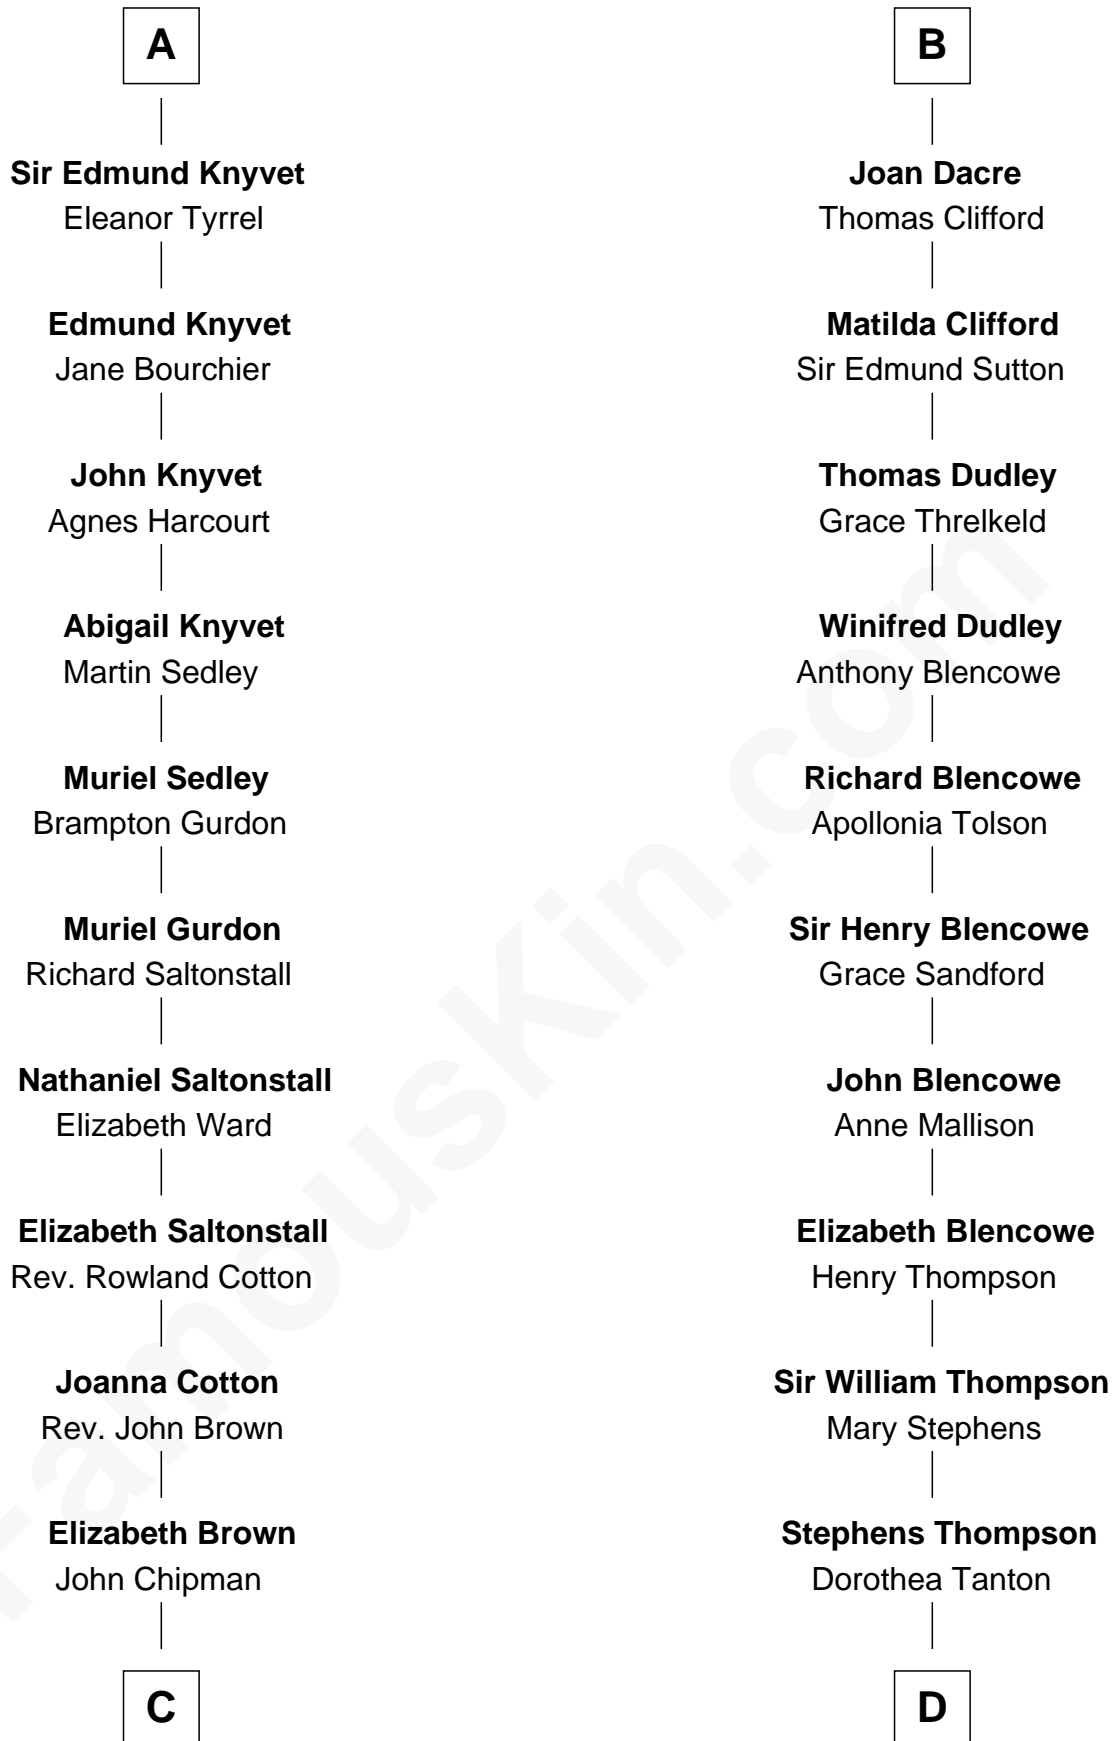 A
Sir Edmund Knyvet
Eleanor Tyrrel
Edmund Knyvet
Jane Bourchier
John Knyvet
Agnes Harcourt
Abigail Knyvet
Martin Sedley
Muriel Sedley
Brampton Gurdon
Muriel Gurdon
Richard Saltonstall
Nathaniel Saltonstall
Elizabeth Ward
Elizabeth Saltonstall
Rev. Rowland Cotton
Joanna Cotton
Rev. John Brown
Elizabeth Brown
John Chipman
C
B
Joan Dacre
Thomas Clifford
Matilda Clifford
Sir Edmund Sutton
Thomas Dudley
Grace Threlkeld
Winifred Dudley
Anthony Blencowe
Richard Blencowe
Apollonia Tolson
Sir Henry Blencowe
Grace Sandford
John Blencowe
Anne Mallison
Elizabeth Blencowe
Henry Thompson
Sir William Thompson
Mary Stephens
Stephens Thompson
Dorothea Tanton
D
FamousKin.com